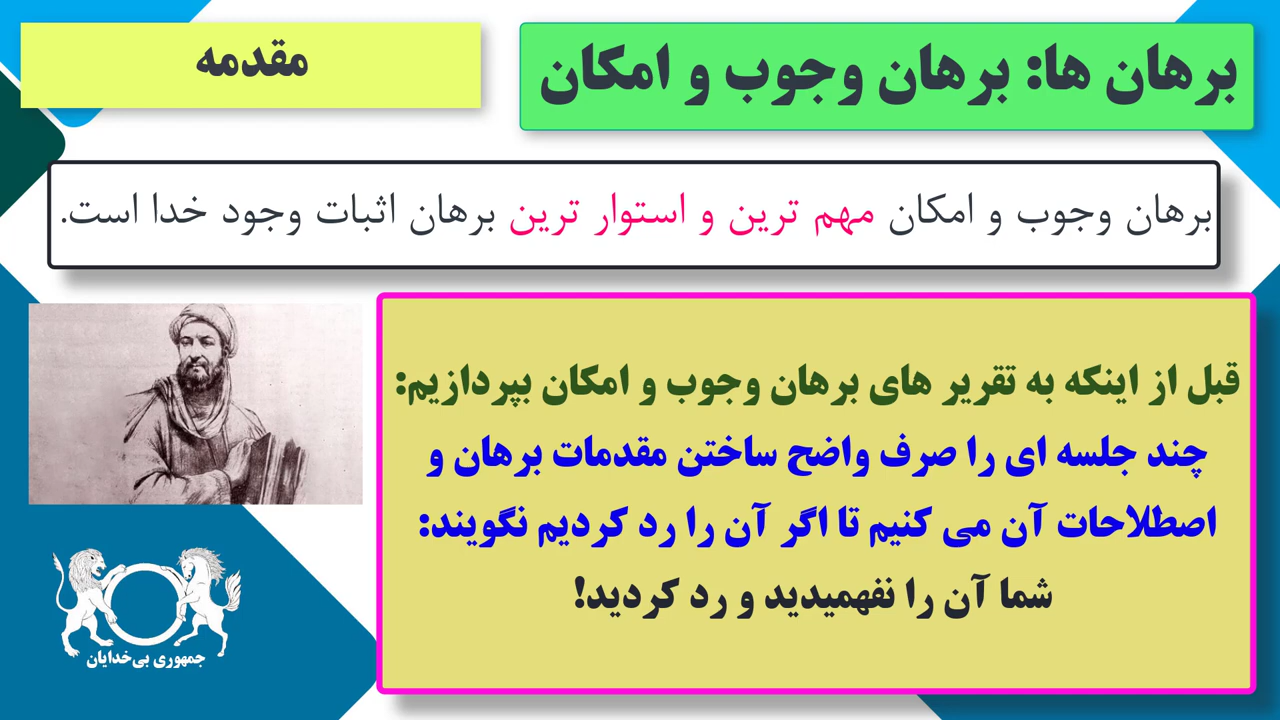 برهان ها: برهان وجوب و امکان
مقدمه
برهان وجوب و امکان مهم ترین و استوار ترین برهان اثبات وجود خدا است.
قبل از اینکه به تقریر های برهان وجوب و امکان بپردازیم:
چند جلسه ای را صرف واضح ساختن مقدمات برهان و
اصطلاحات آن می کنیم تا اگر آن را رد کردیم نگویند:
شما آن را نفهمیدید و رد کردید!
جمهوری بی‌خدایان